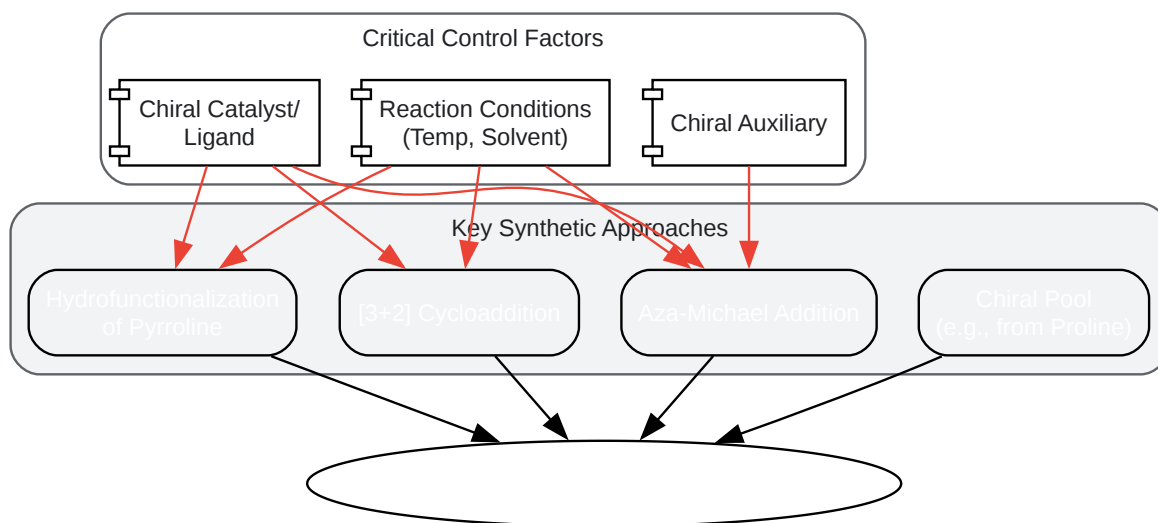 Critical Control Factors
Chiral Catalyst/
Ligand
Reaction Conditions
(Temp, Solvent)
Chiral Auxiliary
Key Synthetic Approaches
Hydrofunctionalization
of Pyrroline
[3+2] Cycloaddition
Aza-Michael Addition
Chiral Pool
(e.g., from Proline)